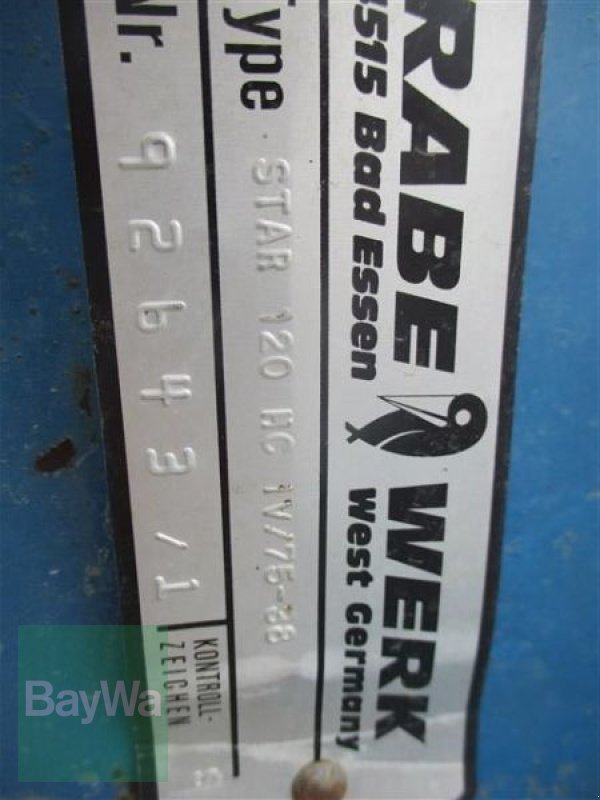 RABE WERK
4515 Bad Essen West Germany
Type STAR 120 HC IV/75-88
Nr. 92643/1
KONTROLL-
ZEICHEN S
BayWa